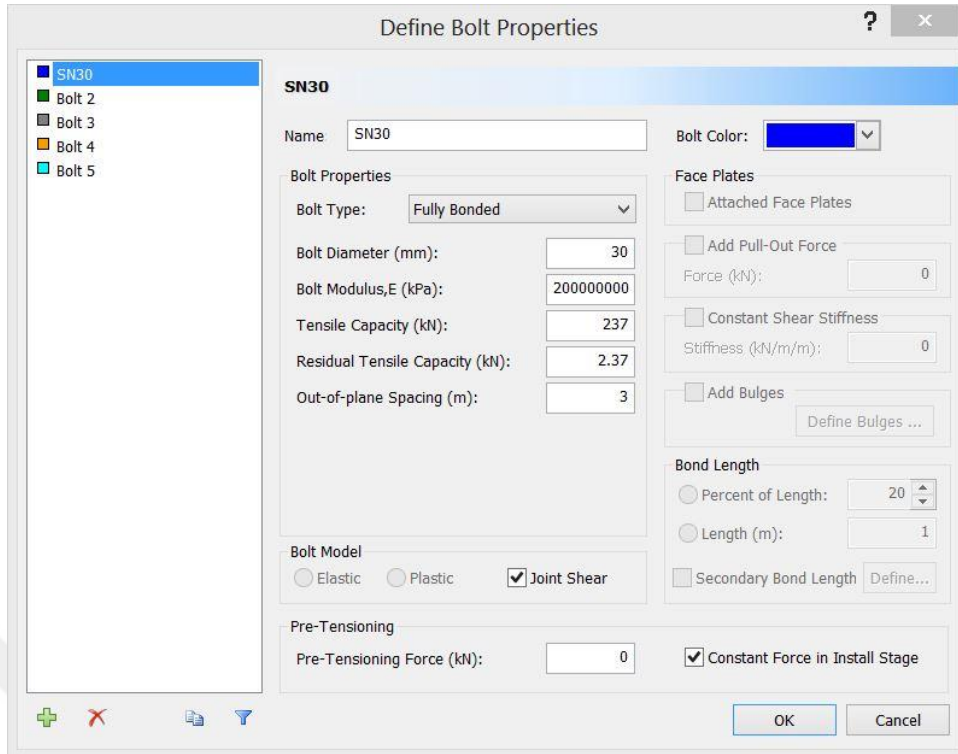 Define Bolt Properties
?
x
SN30
Bolt 2
Bolt 3
Bolt 4
Bolt 5
SN30
Name SN30
Bolt Color:
Bolt Properties
Bolt Type: Fully Bonded
Bolt Diameter (mm): 30
Bolt Modulus,E (kPa): 200000000
Tensile Capacity (kN): 237
Residual Tensile Capacity (kN): 2.37
Out-of-plane Spacing (m): 3
Bolt Model
Elastic Plastic Joint Shear
Face Plates
Attached Face Plates
Add Pull-Out Force
Force (kN): 0
Constant Shear Stiffness
Stiffness (kN/m/m): 0
Add Bulges
Define Bulges ...
Bond Length
Percent of Length: 20
Length (m): 1
Secondary Bond Length Define...
Pre-Tensioning
Pre-Tensioning Force (kN): 0 Constant Force in Install Stage
OK Cancel